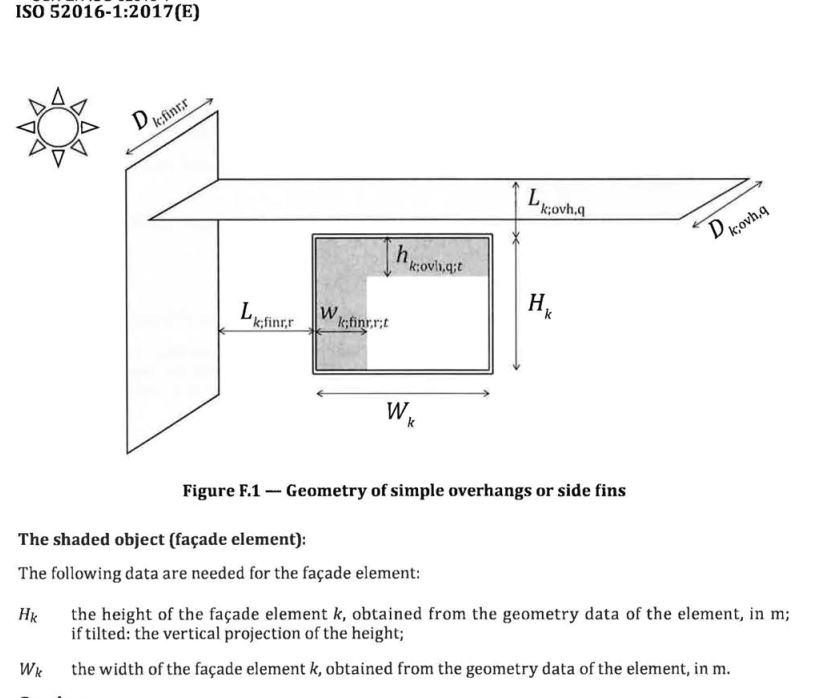 ISO 52016-1:2017(E)
D k;finr,r
L k;ovh,q
D k;ovh,q
h k;ovh,q;t
L k;finr,r
w k;finr,r;t
H k
W k
Figure F.1 — Geometry of simple overhangs or side fins
The shaded object (façade element):
The following data are needed for the façade element:
Hk the height of the façade element k, obtained from the geometry data of the element, in m;
if tilted: the vertical projection of the height;
Wk the width of the façade element k, obtained from the geometry data of the element, in m.